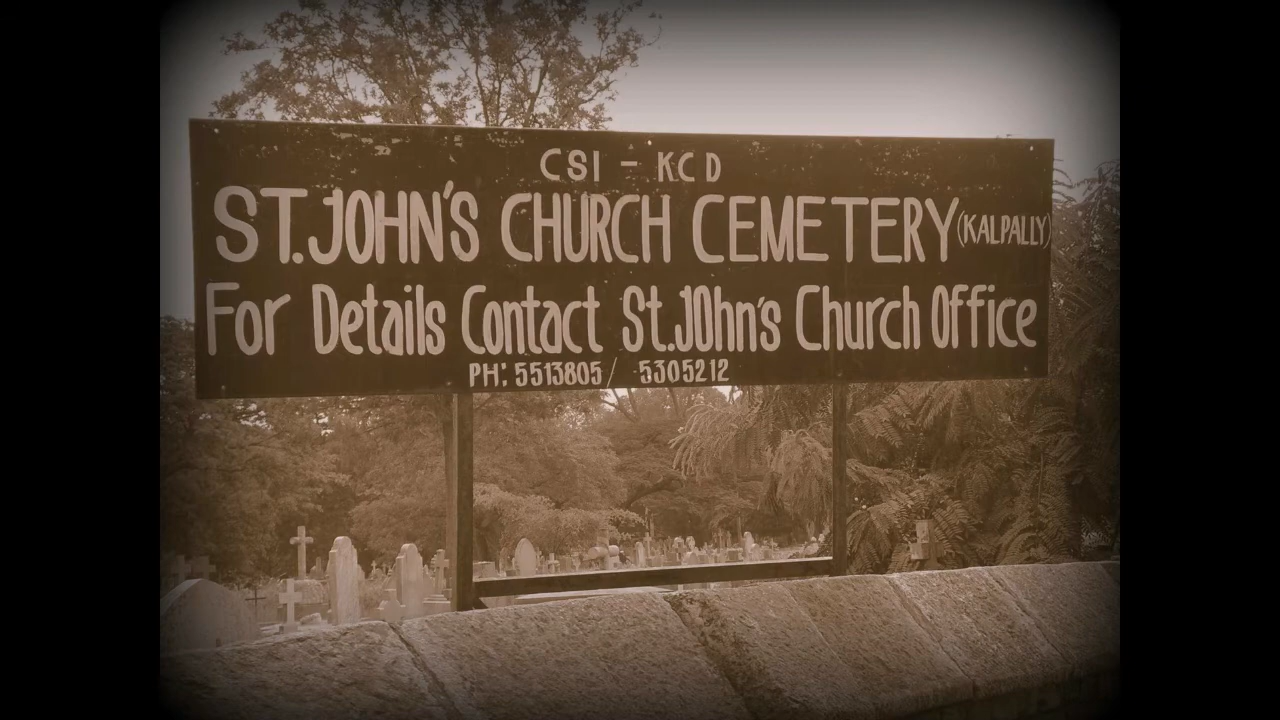 CSI - KCD
ST.JOHN'S CHURCH CEMETERY (KALPALLY)
For Details Contact St.JOhn's Church Office
PH: 5513805 / 5305212